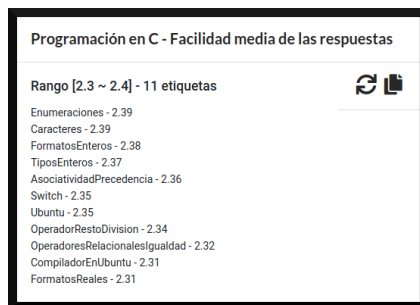 Programación en C - Facilidad media de las respuestas
Rango [2.3 ~ 2.4] - 11 etiquetas
Enumeraciones - 2.39
Caracteres - 2.39
FormatosEnteros - 2.38
TiposEnteros - 2.37
AsociatividadPrecedencia - 2.36
Switch - 2.35
Ubuntu - 2.35
OperadorRestoDivision - 2.34
OperadoresRelacionalesIgualdad - 2.32
CompiladorEnUbuntu - 2.31
FormatosReales - 2.31